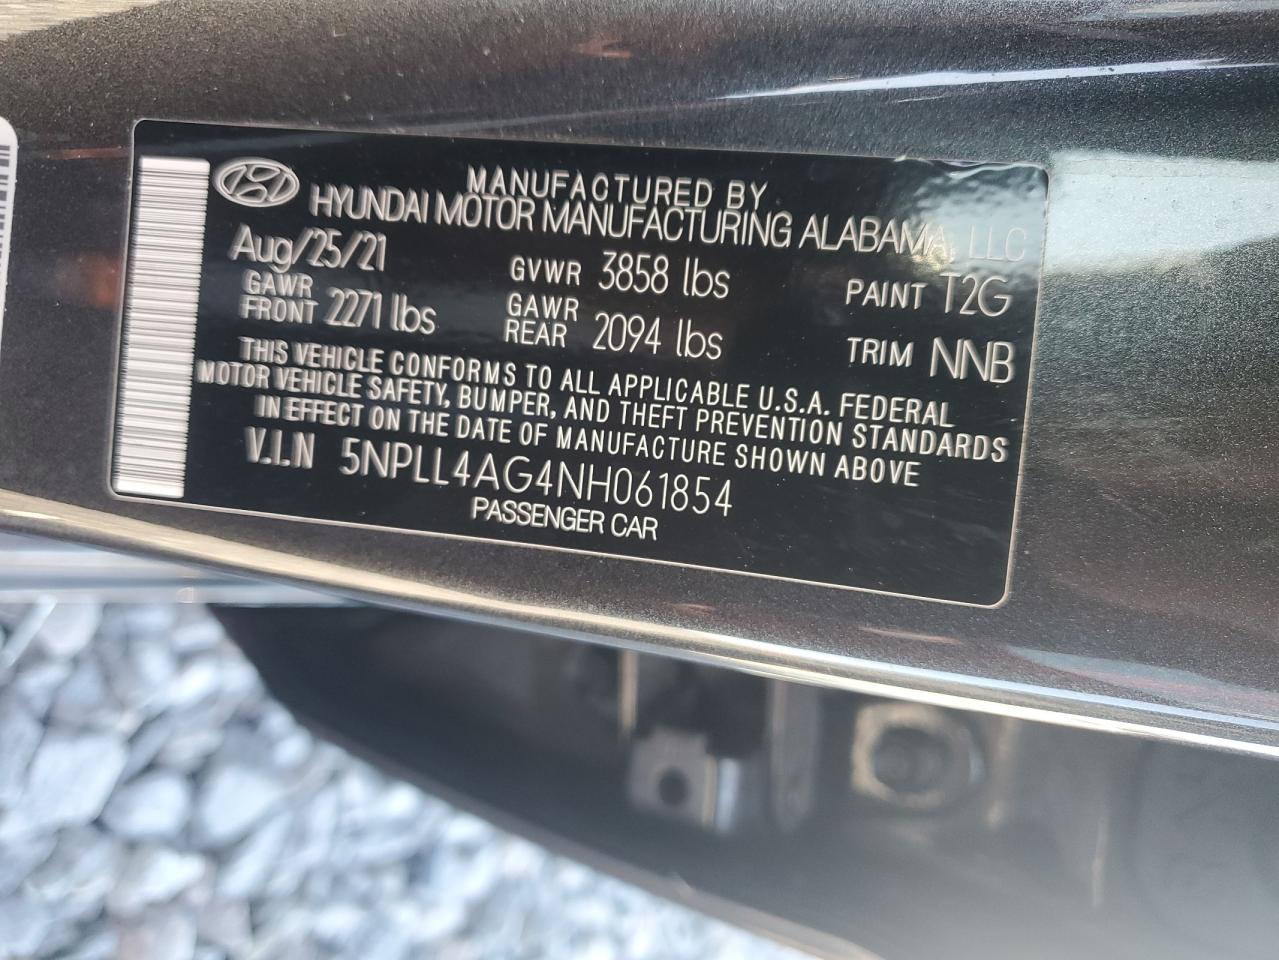 MANUFACTURED BY
HYUNDAI MOTOR MANUFACTURING ALABAMA, LLC
Aug/25/21 GVWR 3858 lbs PAINT T2G
GAWR FRONT 2271 lbs GAWR REAR 2094 lbs TRIM NNB
THIS VEHICLE CONFORMS TO ALL APPLICABLE U.S.A. FEDERAL
MOTOR VEHICLE SAFETY, BUMPER, AND THEFT PREVENTION STANDARDS
IN EFFECT ON THE DATE OF MANUFACTURE SHOWN ABOVE
V.I.N 5NPLL4AG4NH061854
PASSENGER CAR